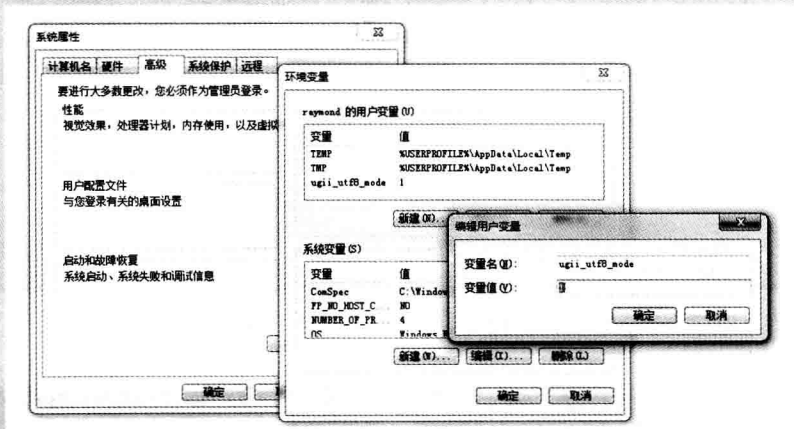 系统属性
计算机名 硬件 高级 系统保护 远程
要进行大多数更改，您必须作为管理员登录。
性能
视觉效果，处理器计划，内存使用，以及虚拟
用户配置文件
与您登录有关的桌面设置
启动和故障恢复
系统启动、系统失败和调试信息
确定
环境变量
raymond 的用户变量(U)
变量 值
TEMP %USERPROFILE%\AppData\Local\Temp
TMP %USERPROFILE%\AppData\Local\Temp
ugii_utf8_mode 1
新建(N)...
系统变量(S)
变量 值
ComSpec C:\Window
FP_NO_HOST_C NO
NUMBER_OF_PR 4
OS Windows
新建(W)... 编辑(I)... 删除(L)
确定 取消
编辑用户变量
变量名(N): ugii_utf8_mode
变量值(V):
确定 取消